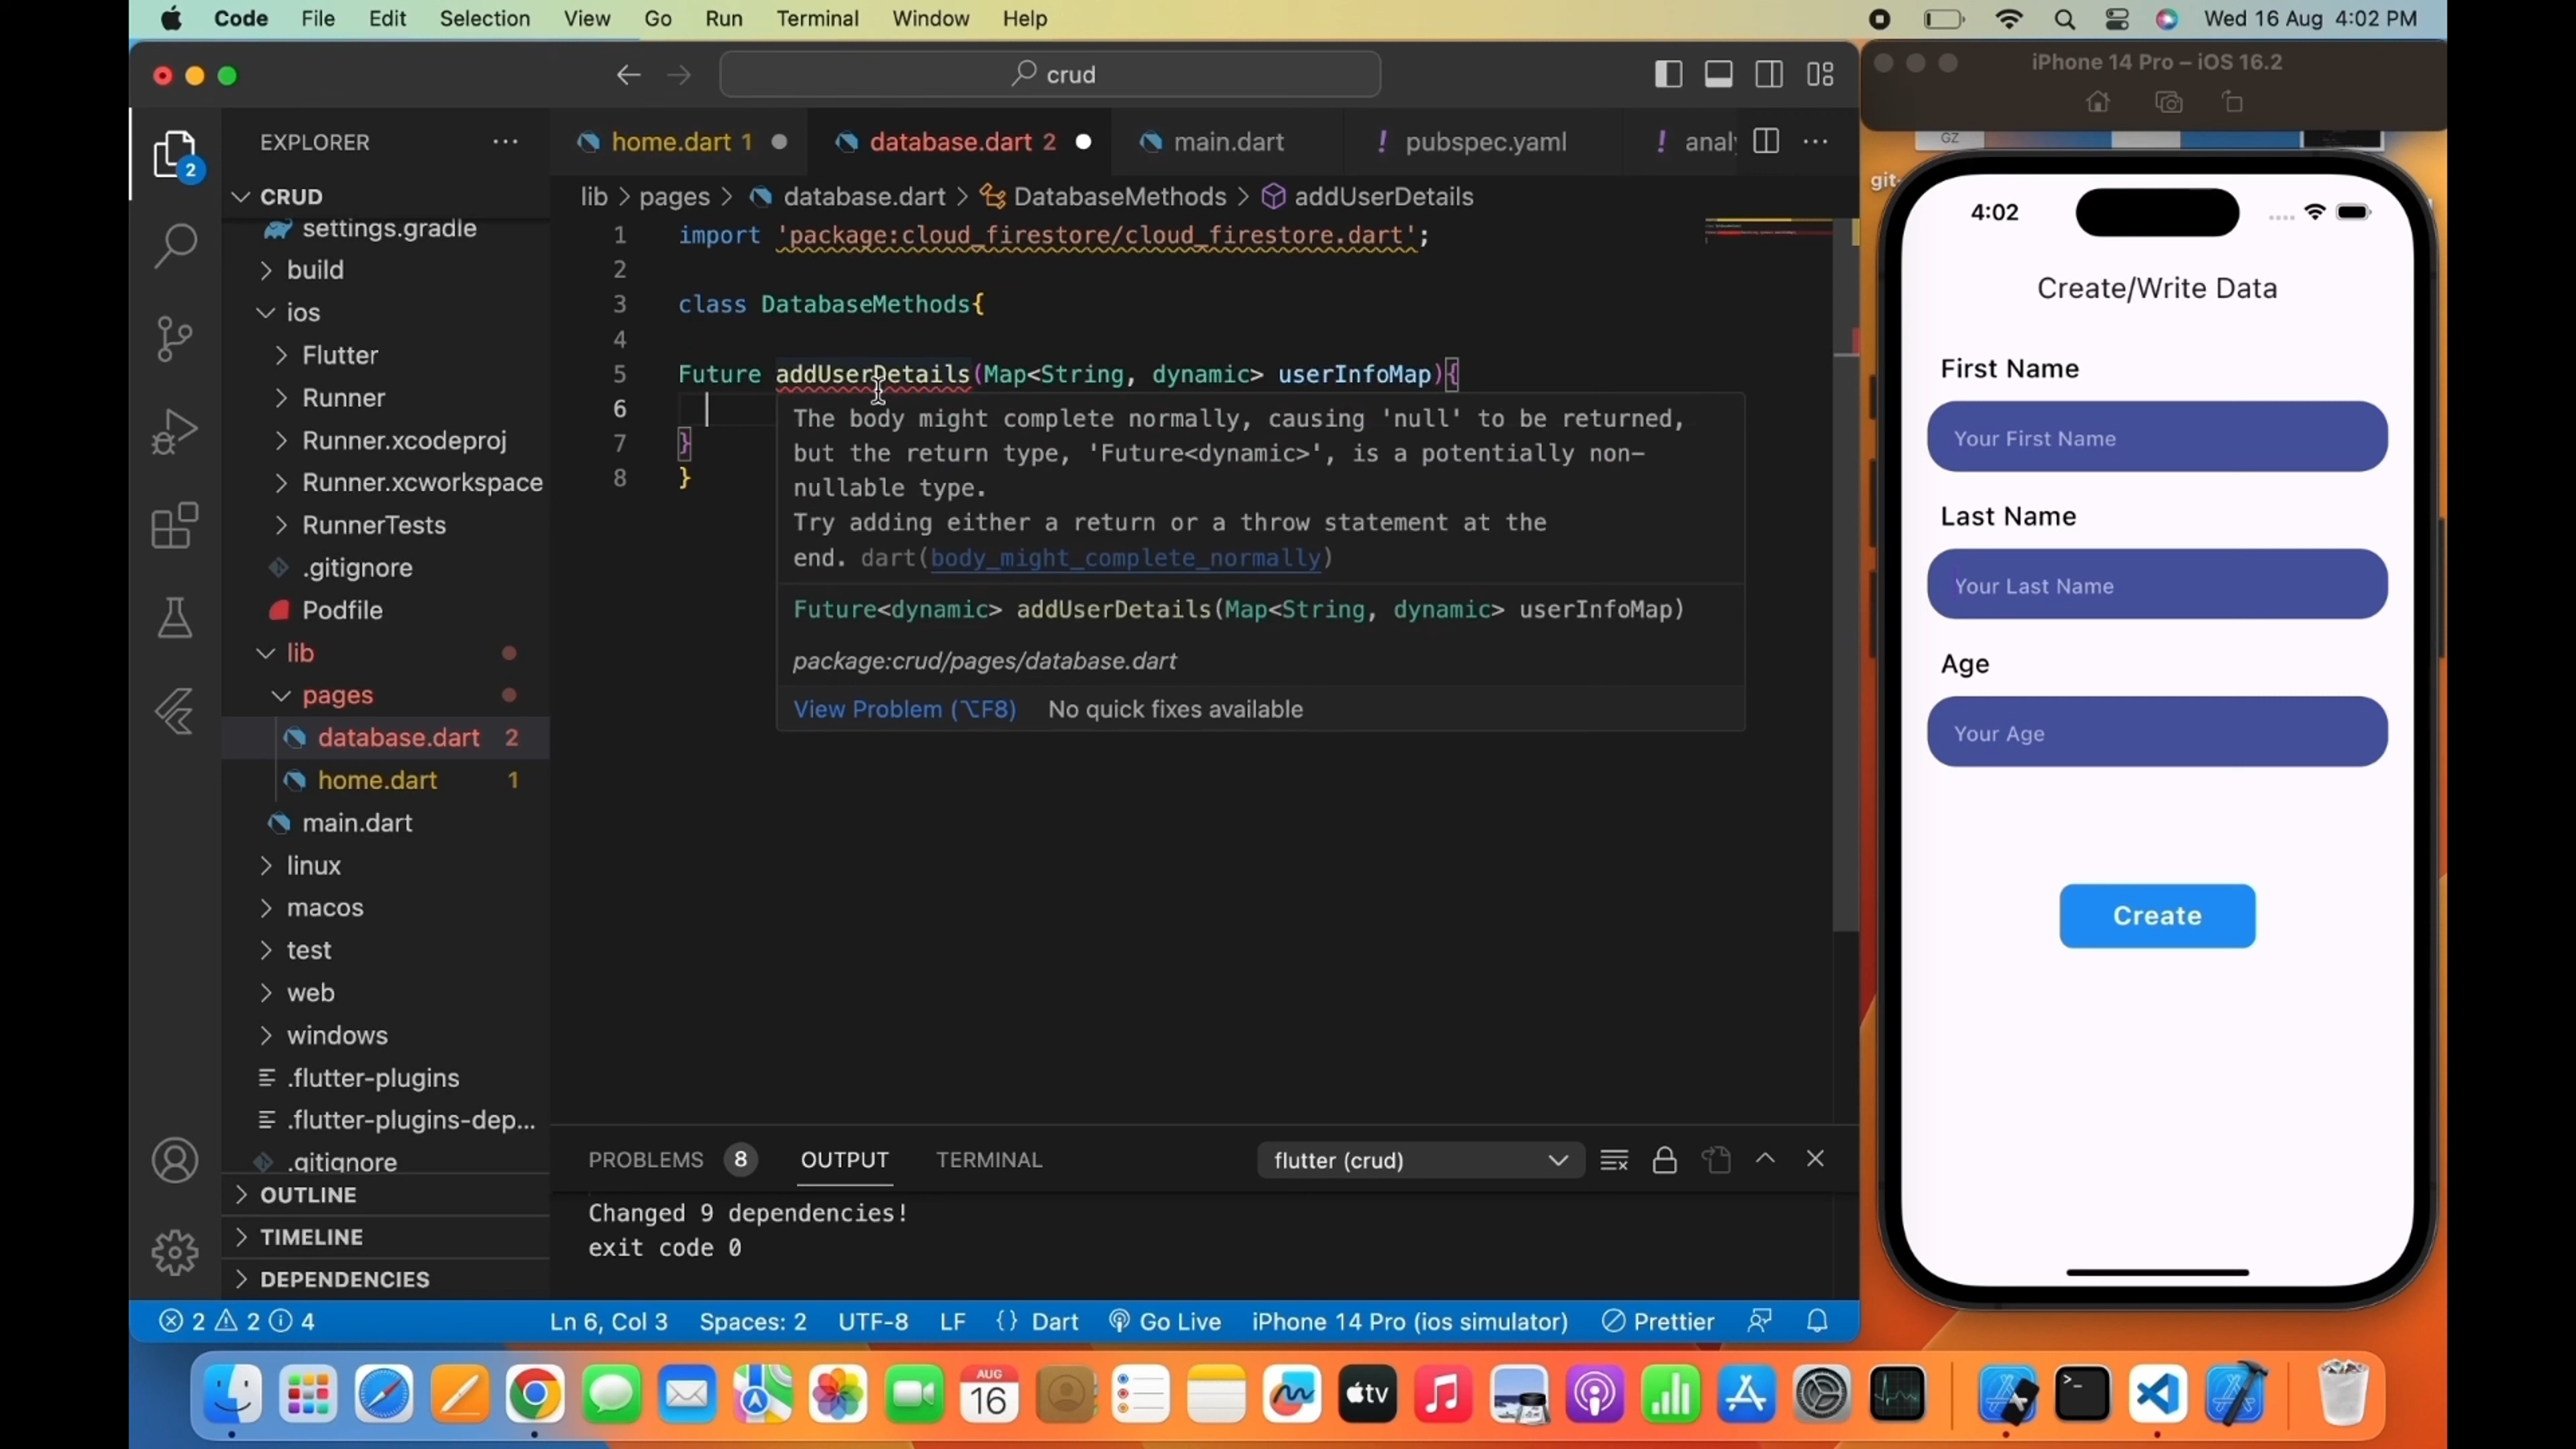 Code File Edit Selection View Go Run Terminal Window Help
Wed 16 Aug 4:02 PM
crud
iPhone 14 Pro – iOS 16.2
EXPLORER
home.dart 1
database.dart 2
main.dart
! pubspec.yaml
! analy
2
CRUD
lib > pages > database.dart > DatabaseMethods > addUserDetails
settings.gradle
build
ios
Flutter
Runner
Runner.xcodeproj
Runner.xcworkspace
RunnerTests
.gitignore
Podfile
lib
pages
database.dart 2
home.dart 1
main.dart
linux
macos
test
web
windows
.flutter-plugins
.flutter-plugins-dep...
.gitignore
OUTLINE
TIMELINE
DEPENDENCIES
1 import 'package:cloud_firestore/cloud_firestore.dart';
2
3 class DatabaseMethods{
4
5 Future addUserDetails(Map<String, dynamic> userInfoMap){
6
7 }
8 }
The body might complete normally, causing 'null' to be returned,
but the return type, 'Future<dynamic>', is a potentially non-
nullable type.
Try adding either a return or a throw statement at the
end. dart(body_might_complete_normally)
Future<dynamic> addUserDetails(Map<String, dynamic> userInfoMap)
package:crud/pages/database.dart
View Problem (⌥F8) No quick fixes available
PROBLEMS 8 OUTPUT TERMINAL
flutter (crud)
Changed 9 dependencies!
exit code 0
2 2 4
Ln 6, Col 3 Spaces: 2 UTF-8 LF {} Dart Go Live iPhone 14 Pro (ios simulator) Prettier
GZ
git-
4:02
Create/Write Data
First Name
Your First Name
Last Name
Your Last Name
Age
Your Age
Create
AUG
16
tv
>_